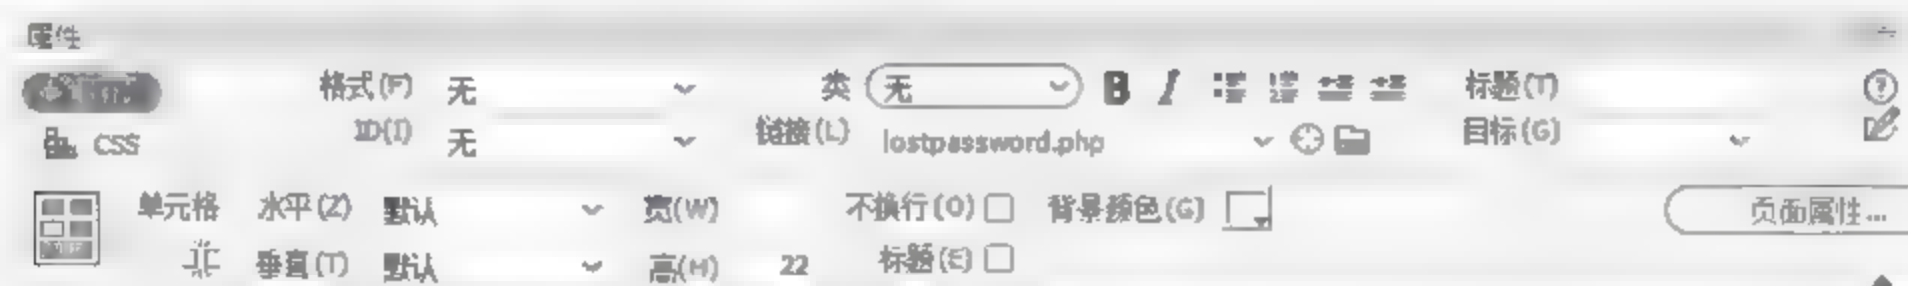 属性
格式(F) 无 类 无 B I 标题(T)
CSS ID(I) 无 链接(L) lostpassword.php 目标(G)
单元格 水平(Z) 默认 宽(W) 不换行(O) 背景颜色(G) 页面属性...
垂直(T) 默认 高(H) 22 标题(E)